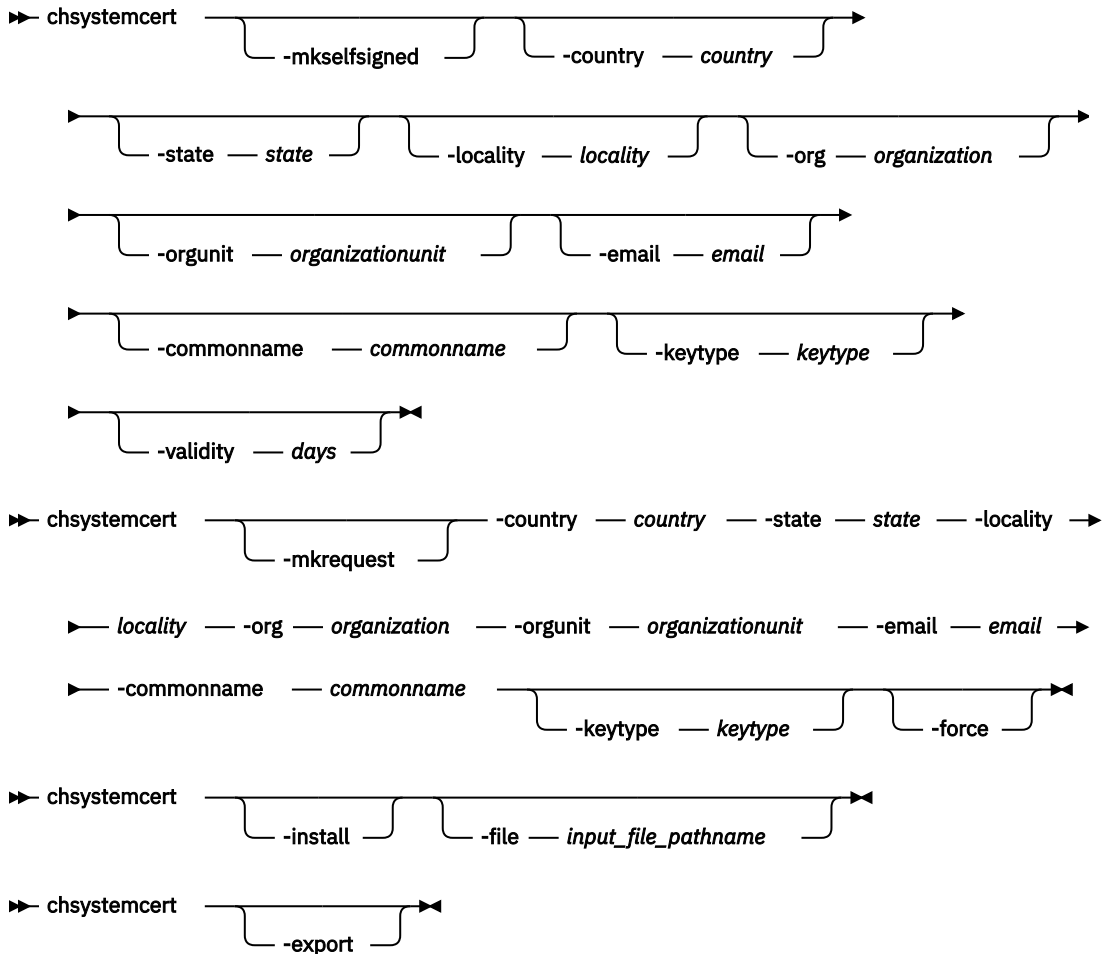 chsystemcert
-mkselfsigned -country country
-state state -locality locality -org organization
-orgunit organizationunit -email email
-commonname commonname -keytype keytype
-validity days
chsystemcert -country country -state state -locality
-mkrequest
locality -org organization -orgunit organizationunit -email email
-commonname commonname
-keytype keytype -force
chsystemcert
-install -file input_file_pathname
chsystemcert
-export